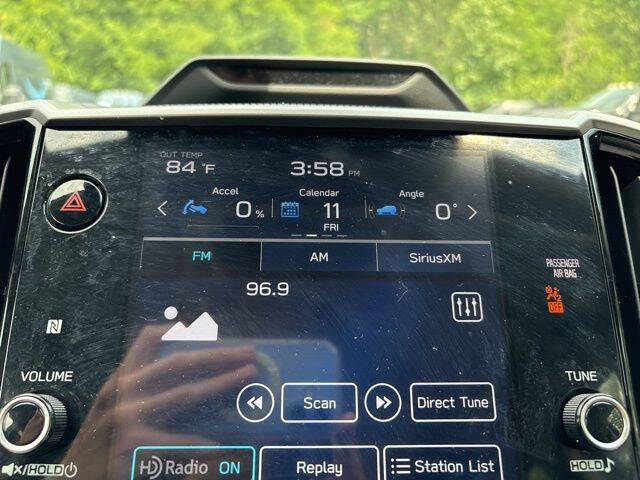 OUT TEMP
84°F
3:58 PM
Accel
Calendar
Angle
0 %
11
FRI
0°
FM
AM
SiriusXM
PASSENGER
AIR BAG
96.9
2
OFF
N
VOLUME
TUNE
Scan
Direct Tune
HOLD
HOLD
HD Radio ON
Replay
Station List